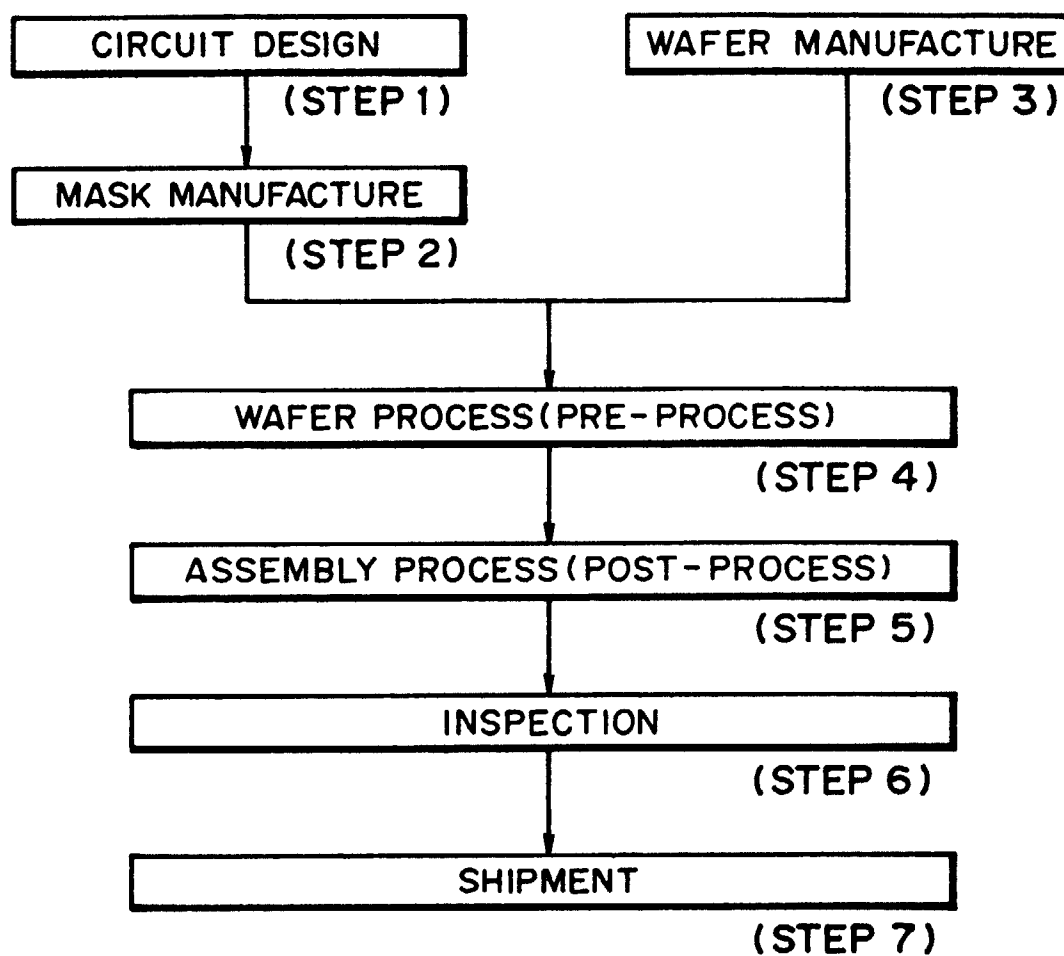 CIRCUIT DESIGN
(STEP 1)
WAFER MANUFACTURE
(STEP 3)
MASK MANUFACTURE
(STEP 2)
WAFER PROCESS(PRE-PROCESS)
(STEP 4)
ASSEMBLY PROCESS(POST-PROCESS)
(STEP 5)
INSPECTION
(STEP 6)
SHIPMENT
(STEP 7)